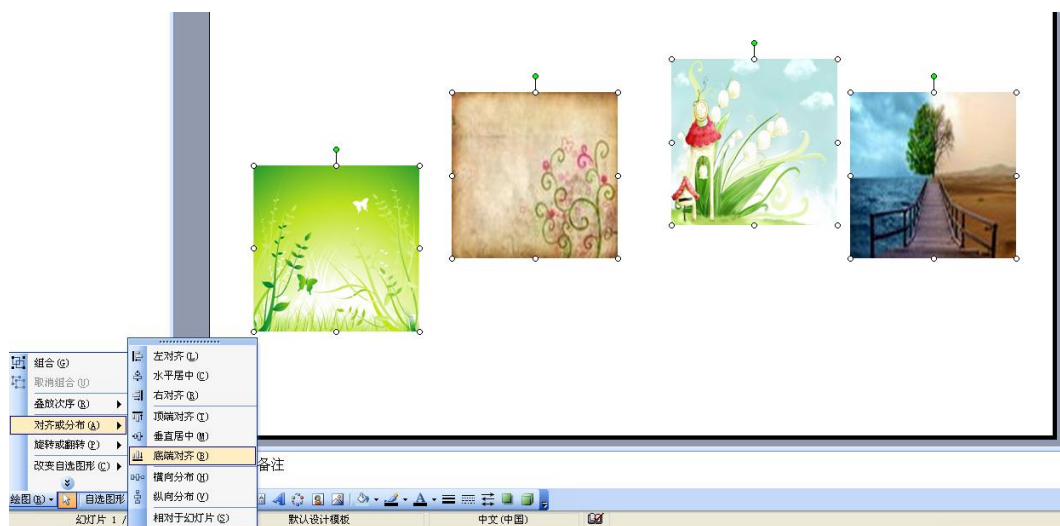 组合(G)
取消组合(U)
叠放次序(R)
对齐或分布(A)
旋转或翻转(P)
改变自选图形(C)
左对齐(L)
水平居中(C)
右对齐(R)
顶端对齐(T)
垂直居中(M)
底端对齐(B)
横向分布(H)
纵向分布(V)
相对于幻灯片(S)
备注
绘图(R)
自选图形
幻灯片 1 /
默认设计模板
中文(中国)